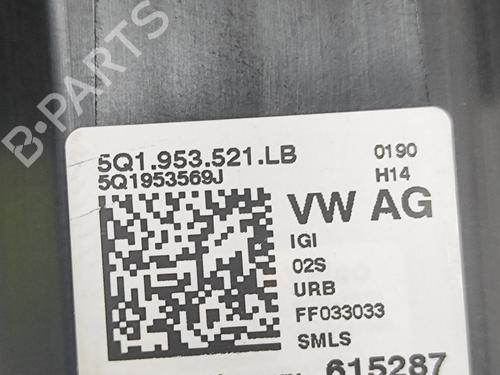 B-PARTS
5Q1.953.521.LB 0190
5Q1953569J H14
VW AG
IGI
02S
URB
FF033033
SMLS
615287